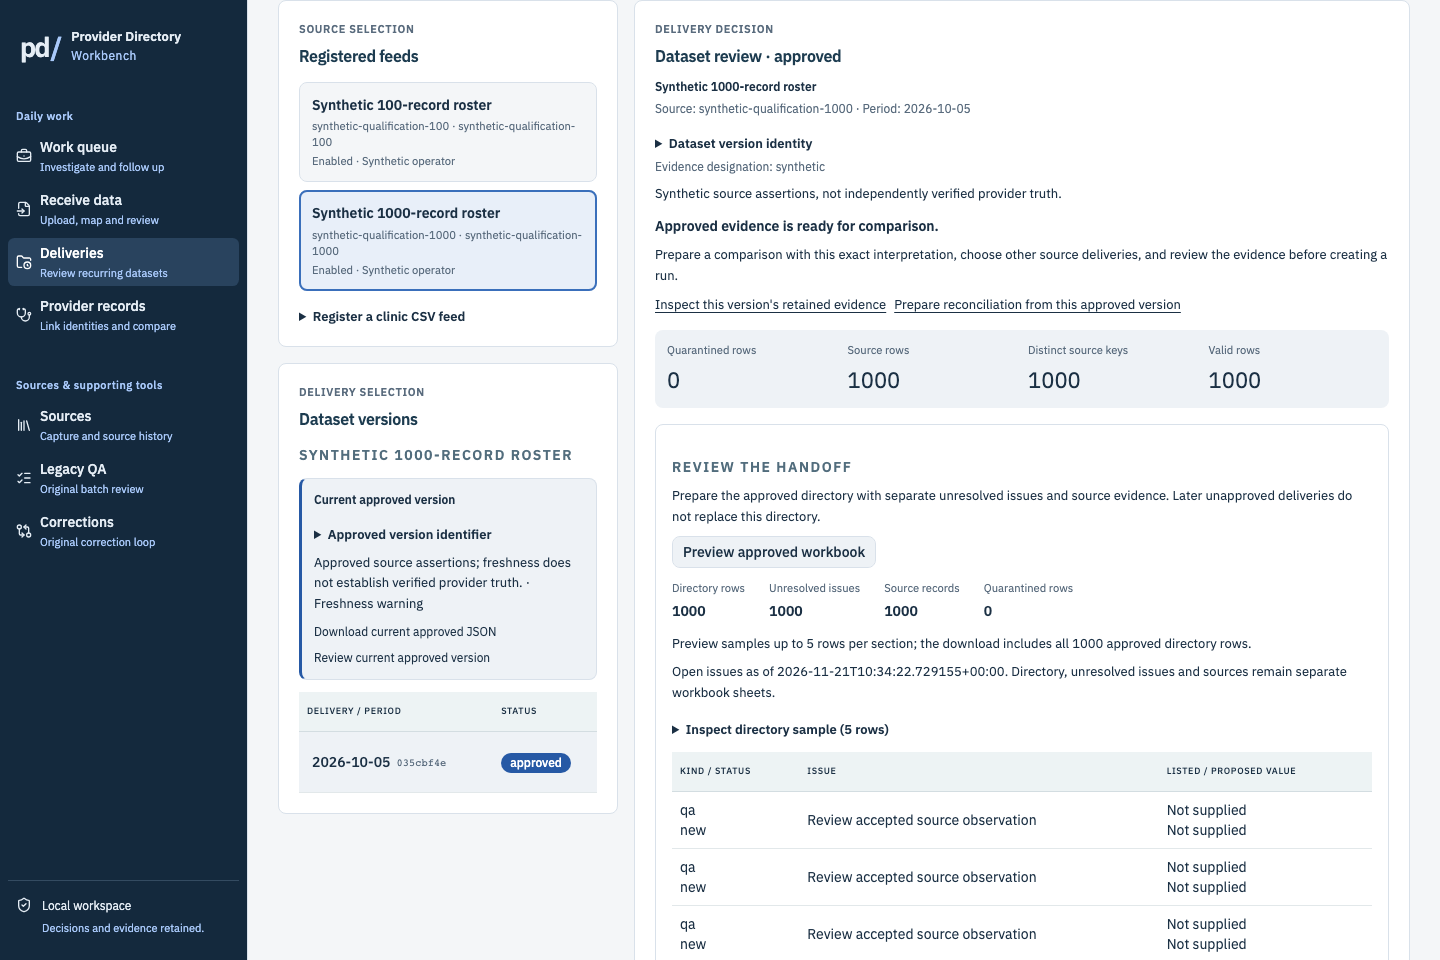 pd/
Provider Directory
Workbench
Daily work
Work queue
Investigate and follow up
Receive data
Upload, map and review
Deliveries
Review recurring datasets
Provider records
Link identities and compare
Sources & supporting tools
Sources
Capture and source history
Legacy QA
Original batch review
Corrections
Original correction loop
Local workspace
Decisions and evidence retained.
SOURCE SELECTION
Registered feeds
Synthetic 100-record roster
synthetic-qualification-100 · synthetic-qualification-
100
Enabled · Synthetic operator
Synthetic 1000-record roster
synthetic-qualification-1000 · synthetic-qualification-
1000
Enabled · Synthetic operator
Register a clinic CSV feed
DELIVERY SELECTION
Dataset versions
SYNTHETIC 1000-RECORD ROSTER
Current approved version
Approved version identifier
Approved source assertions; freshness does
not establish verified provider truth. ·
Freshness warning
Download current approved JSON
Review current approved version
DELIVERY / PERIOD STATUS
2026-10-05 035cbf4e approved
DELIVERY DECISION
Dataset review · approved
Synthetic 1000-record roster
Source: synthetic-qualification-1000 · Period: 2026-10-05
Dataset version identity
Evidence designation: synthetic
Synthetic source assertions, not independently verified provider truth.
Approved evidence is ready for comparison.
Prepare a comparison with this exact interpretation, choose other source deliveries, and review the evidence before creating a
run.
Inspect this version's retained evidence Prepare reconciliation from this approved version
Quarantined rows Source rows Distinct source keys Valid rows
0 1000 1000 1000
REVIEW THE HANDOFF
Prepare the approved directory with separate unresolved issues and source evidence. Later unapproved deliveries do
not replace this directory.
Preview approved workbook
Directory rows Unresolved issues Source records Quarantined rows
1000 1000 1000 0
Preview samples up to 5 rows per section; the download includes all 1000 approved directory rows.
Open issues as of 2026-11-21T10:34:22.729155+00:00. Directory, unresolved issues and sources remain separate
workbook sheets.
Inspect directory sample (5 rows)
KIND / STATUS ISSUE LISTED / PROPOSED VALUE
qa
new
Review accepted source observation
Not supplied
Not supplied
qa
new
Review accepted source observation
Not supplied
Not supplied
qa
new
Review accepted source observation
Not supplied
Not supplied